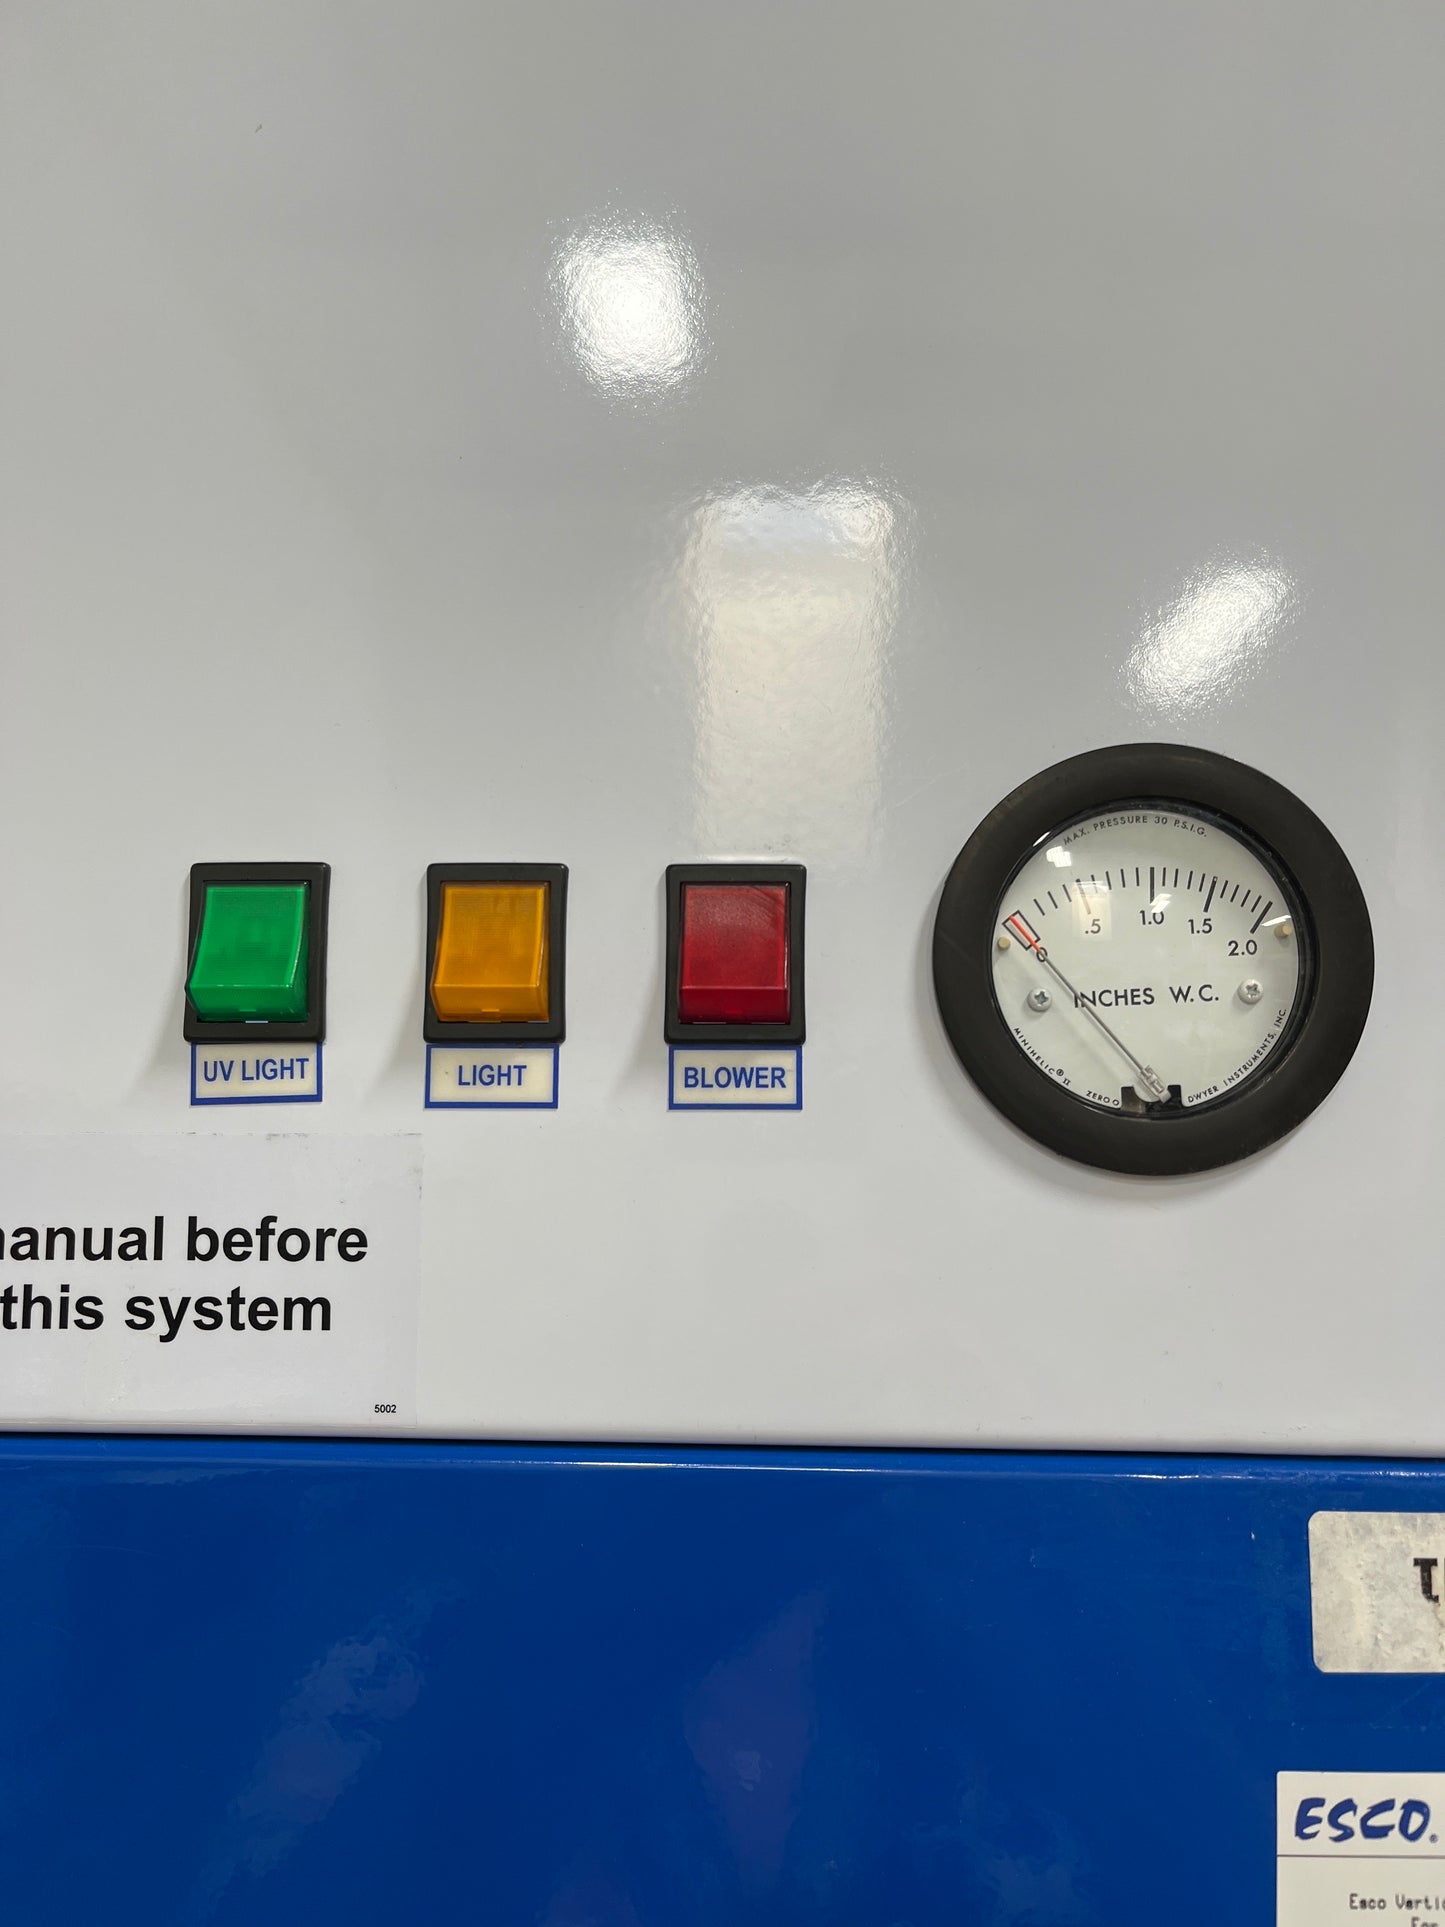 MAX. PRESSURE 30 P.S.I.G.
0 .5 1.0 1.5 2.0
INCHES W.C.
MINIHELIC® II
ZERO
DWYER INSTRUMENTS, INC.
UV LIGHT
LIGHT
BLOWER
manual before
this system
5002
ESCO®
Esco